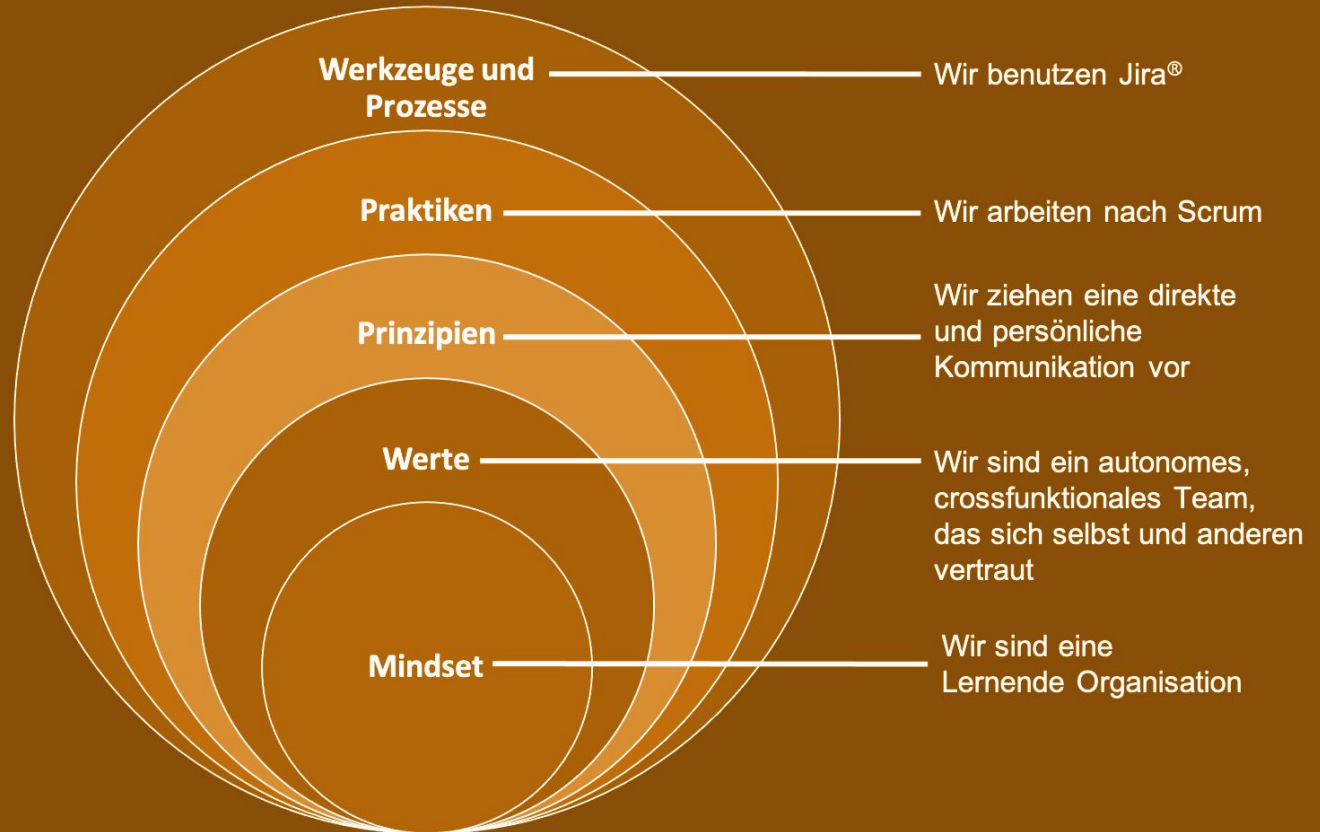 Werkzeuge und
Prozesse
Wir benutzen Jira®
Praktiken
Wir arbeiten nach Scrum
Prinzipien
Wir ziehen eine direkte
und persönliche
Kommunikation vor
Werte
Wir sind ein autonomes,
crossfunktionales Team,
das sich selbst und anderen
vertraut
Mindset
Wir sind eine
Lernende Organisation